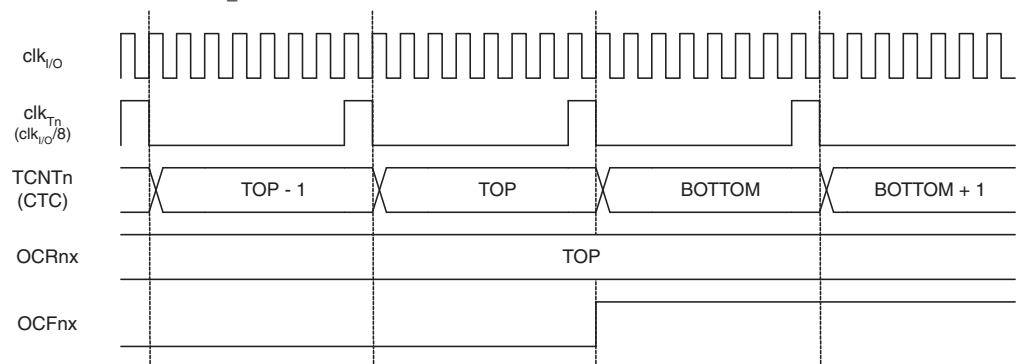 clkI/O
clkTn
(clkI/O/8)
TCNTn
(CTC)
TOP - 1
TOP
BOTTOM
BOTTOM + 1
OCRnx
TOP
OCFnx